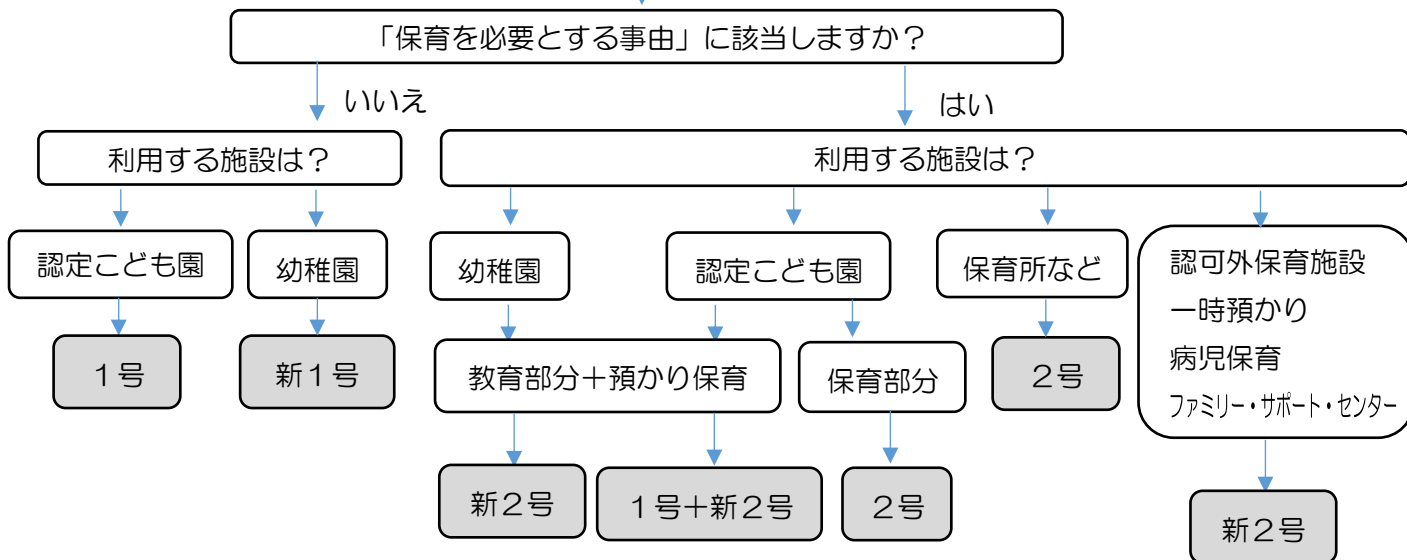 「保育を必要とする事由」に該当しますか？
いいえ
はい
利用する施設は？
利用する施設は？
認定こども園
幼稚園
幼稚園
認定こども園
保育所など
認可外保育施設
一時預かり
病児保育
ファミリー・サポート・センター
１号
新１号
教育部分＋預かり保育
保育部分
２号
新２号
１号＋新２号
２号
新２号